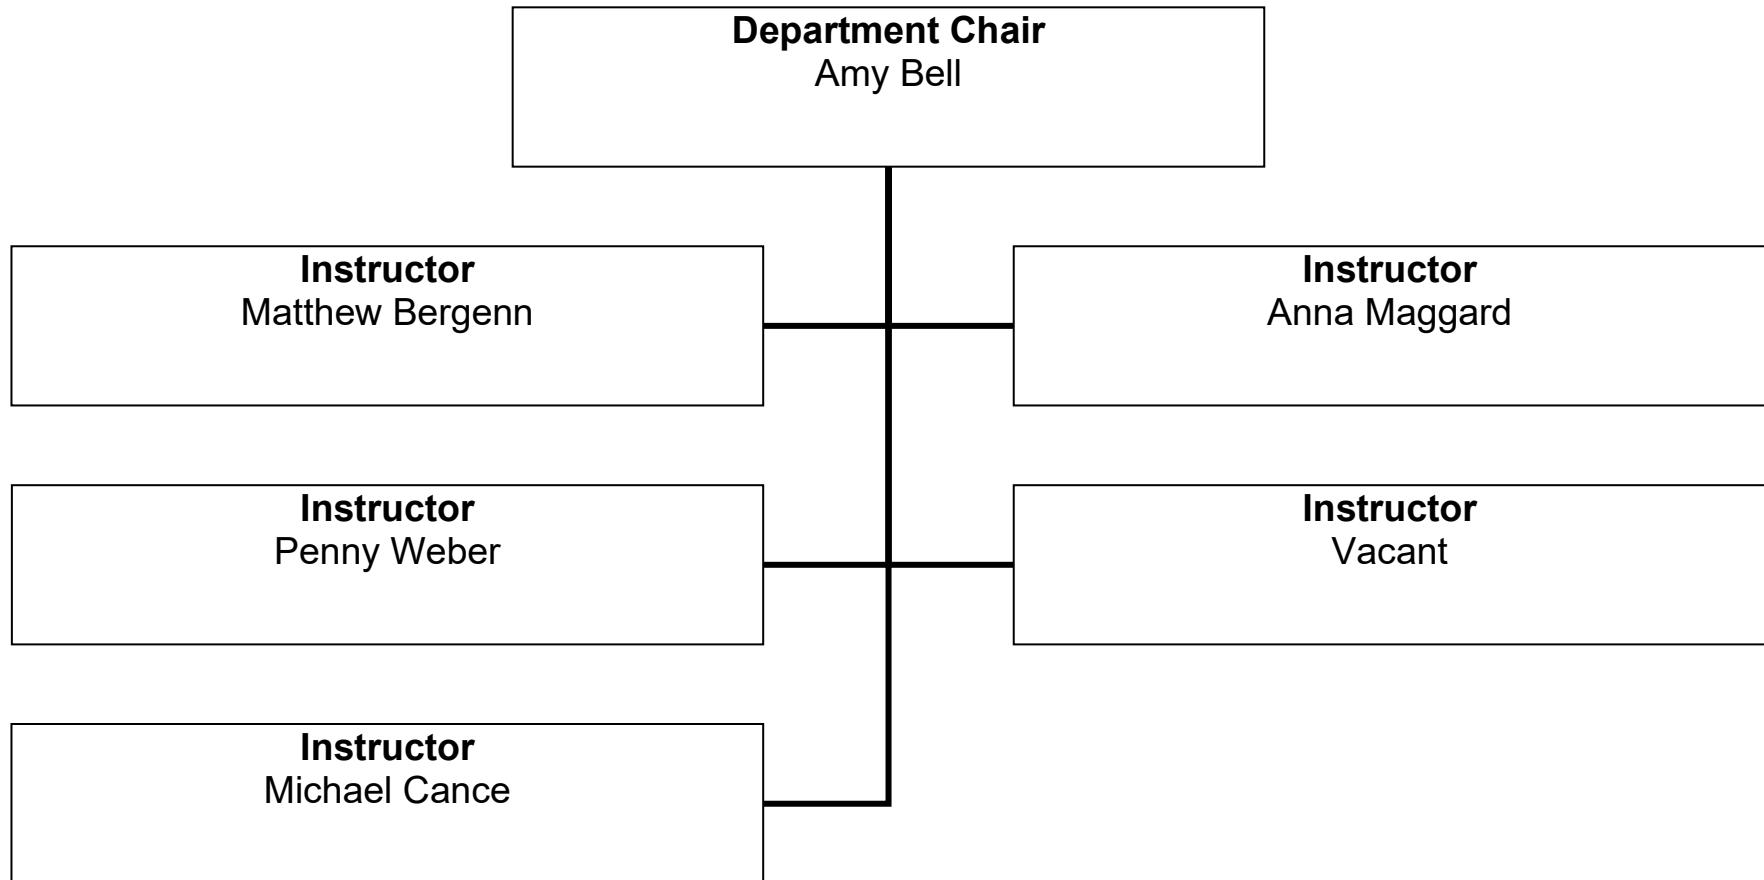 Department Chair
Amy Bell
Instructor
Matthew Bergenn
Instructor
Anna Maggard
Instructor
Penny Weber
Instructor
Vacant
Instructor
Michael Cance